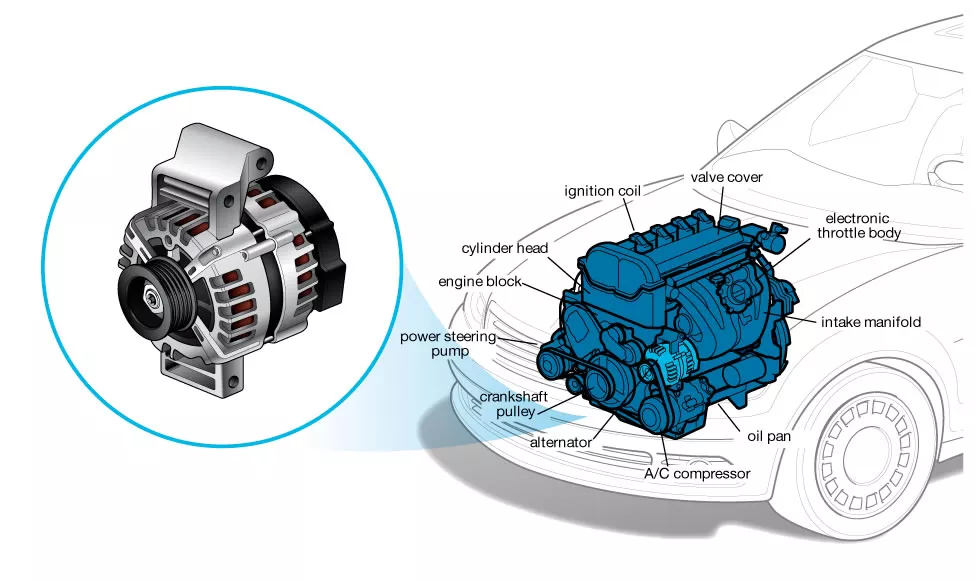 valve cover
ignition coil
electronic
throttle body
cylinder head
engine block
intake manifold
power steering
pump
crankshaft
pulley
alternator
oil pan
A/C compressor